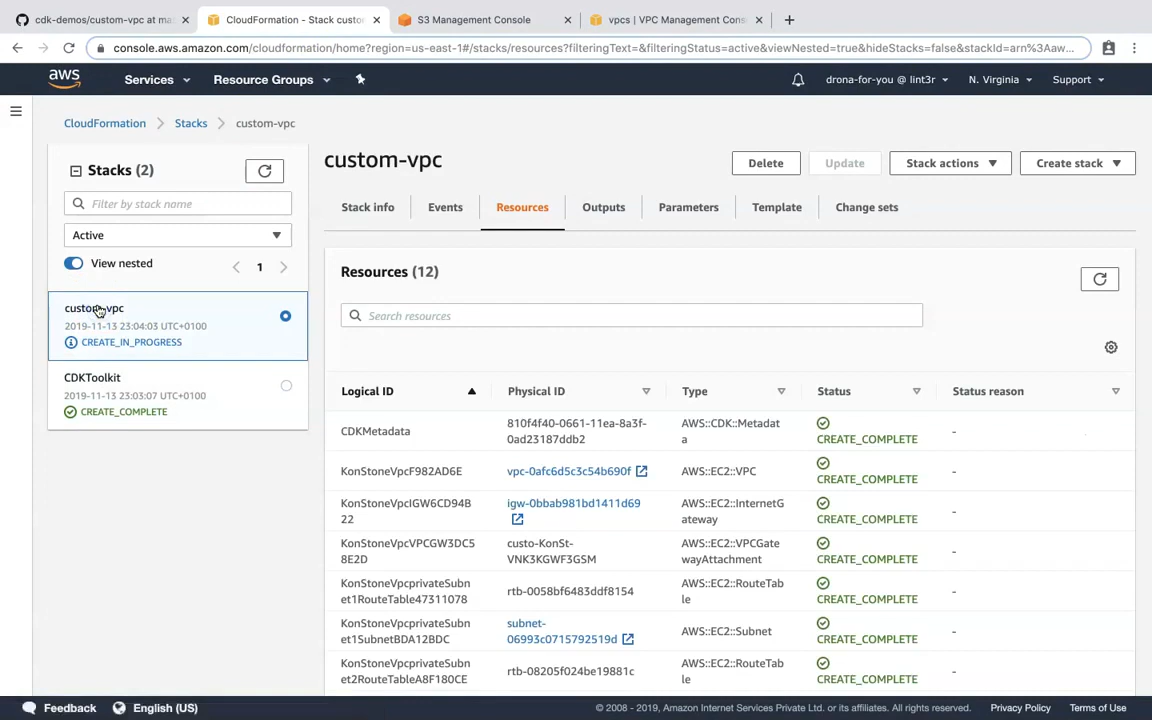 cdk-demos/custom-vpc at ma
CloudFormation - Stack custo
S3 Management Console
vpcs | VPC Management Cons
console.aws.amazon.com/cloudformation/home?region=us-east-1#/stacks/resources?filteringText=&filteringStatus=active&viewNested=true&hideStacks=false&stackId=arn%3Aaw...
aws
Services
Resource Groups
drona-for-you @ lint3r
N. Virginia
Support
CloudFormation
Stacks
custom-vpc
Stacks (2)
Filter by stack name
Active
View nested
1
custom-vpc
2019-11-13 23:04:03 UTC+0100
CREATE_IN_PROGRESS
CDKToolkit
2019-11-13 23:03:07 UTC+0100
CREATE_COMPLETE
custom-vpc
Delete
Update
Stack actions
Create stack
Stack info
Events
Resources
Outputs
Parameters
Template
Change sets
Resources (12)
Search resources
Logical ID
Physical ID
Type
Status
Status reason
CDKMetadata
810f4f40-0661-11ea-8a3f-
0ad23187ddb2
AWS::CDK::Metadat
a
CREATE_COMPLETE
-
KonStoneVpcF982AD6E
vpc-0afc6d5c3c54b690f
AWS::EC2::VPC
CREATE_COMPLETE
-
KonStoneVpcIGW6CD94B
22
igw-0bbab981bd1411d69
AWS::EC2::InternetG
ateway
CREATE_COMPLETE
-
KonStoneVpcVPCGW3DC5
8E2D
custo-KonSt-
VNK3KGWF3GSM
AWS::EC2::VPCGate
wayAttachment
CREATE_COMPLETE
-
KonStoneVpcprivateSubn
et1RouteTable47311078
rtb-0058bf6483ddf8154
AWS::EC2::RouteTab
le
CREATE_COMPLETE
-
KonStoneVpcprivateSubn
et1SubnetBDA12BDC
subnet-
06993c0715792519d
AWS::EC2::Subnet
CREATE_COMPLETE
-
KonStoneVpcprivateSubn
et2RouteTableA8F180CE
rtb-08205f024be19881c
AWS::EC2::RouteTab
le
CREATE_COMPLETE
-
Feedback
English (US)
© 2008 - 2019, Amazon Internet Services Private Ltd. or its affiliates. All rights reserved.
Privacy Policy
Terms of Use